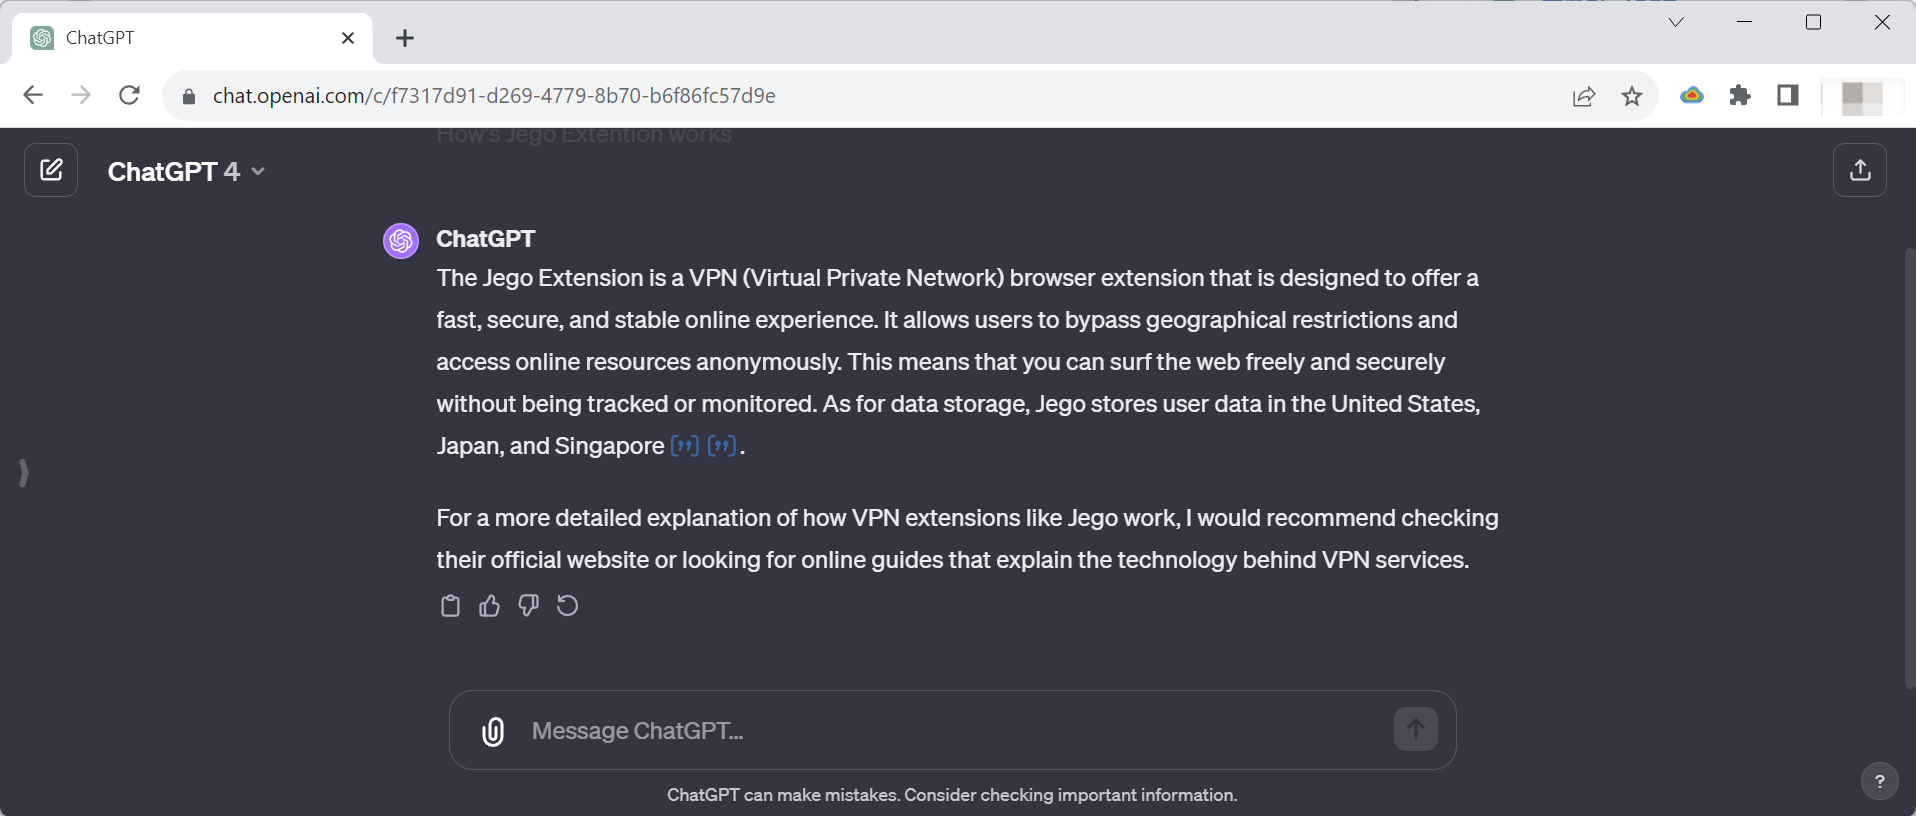 ChatGPT
chat.openai.com/c/f7317d91-d269-4779-8b70-b6f86fc57d9e
How's Jego Extention works
ChatGPT 4
ChatGPT
The Jego Extension is a VPN (Virtual Private Network) browser extension that is designed to offer a
fast, secure, and stable online experience. It allows users to bypass geographical restrictions and
access online resources anonymously. This means that you can surf the web freely and securely
without being tracked or monitored. As for data storage, Jego stores user data in the United States,
Japan, and Singapore [”] [”].
For a more detailed explanation of how VPN extensions like Jego work, I would recommend checking
their official website or looking for online guides that explain the technology behind VPN services.
Message ChatGPT...
ChatGPT can make mistakes. Consider checking important information.
?